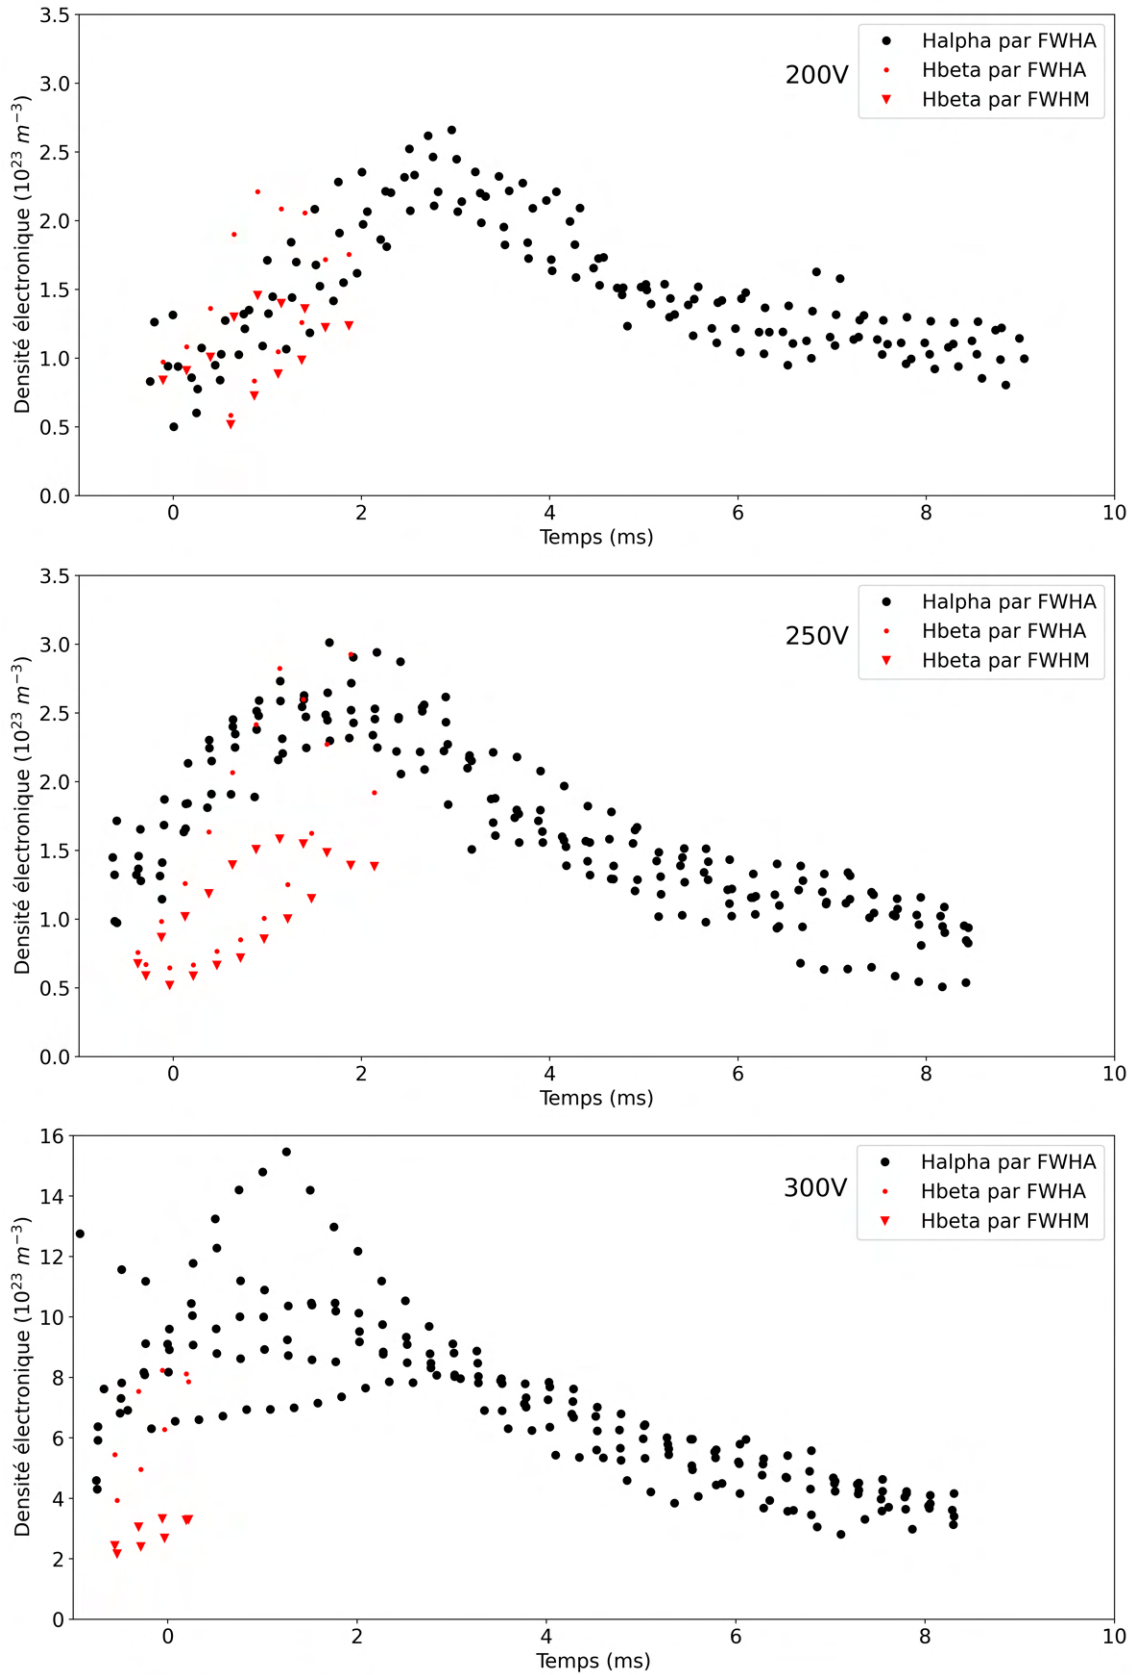 3.5
3.0
2.5
2.0
1.5
1.0
0.5
0.0
Densité électronique (10²³ m⁻³)
200V
Halpha par FWHA
Hbeta par FWHA
Hbeta par FWHM
0 2 4 6 8 10
Temps (ms)
3.5
3.0
2.5
2.0
1.5
1.0
0.5
0.0
Densité électronique (10²³ m⁻³)
250V
Halpha par FWHA
Hbeta par FWHA
Hbeta par FWHM
0 2 4 6 8 10
Temps (ms)
16
14
12
10
8
6
4
2
0
Densité électronique (10²³ m⁻³)
300V
Halpha par FWHA
Hbeta par FWHA
Hbeta par FWHM
0 2 4 6 8 10
Temps (ms)